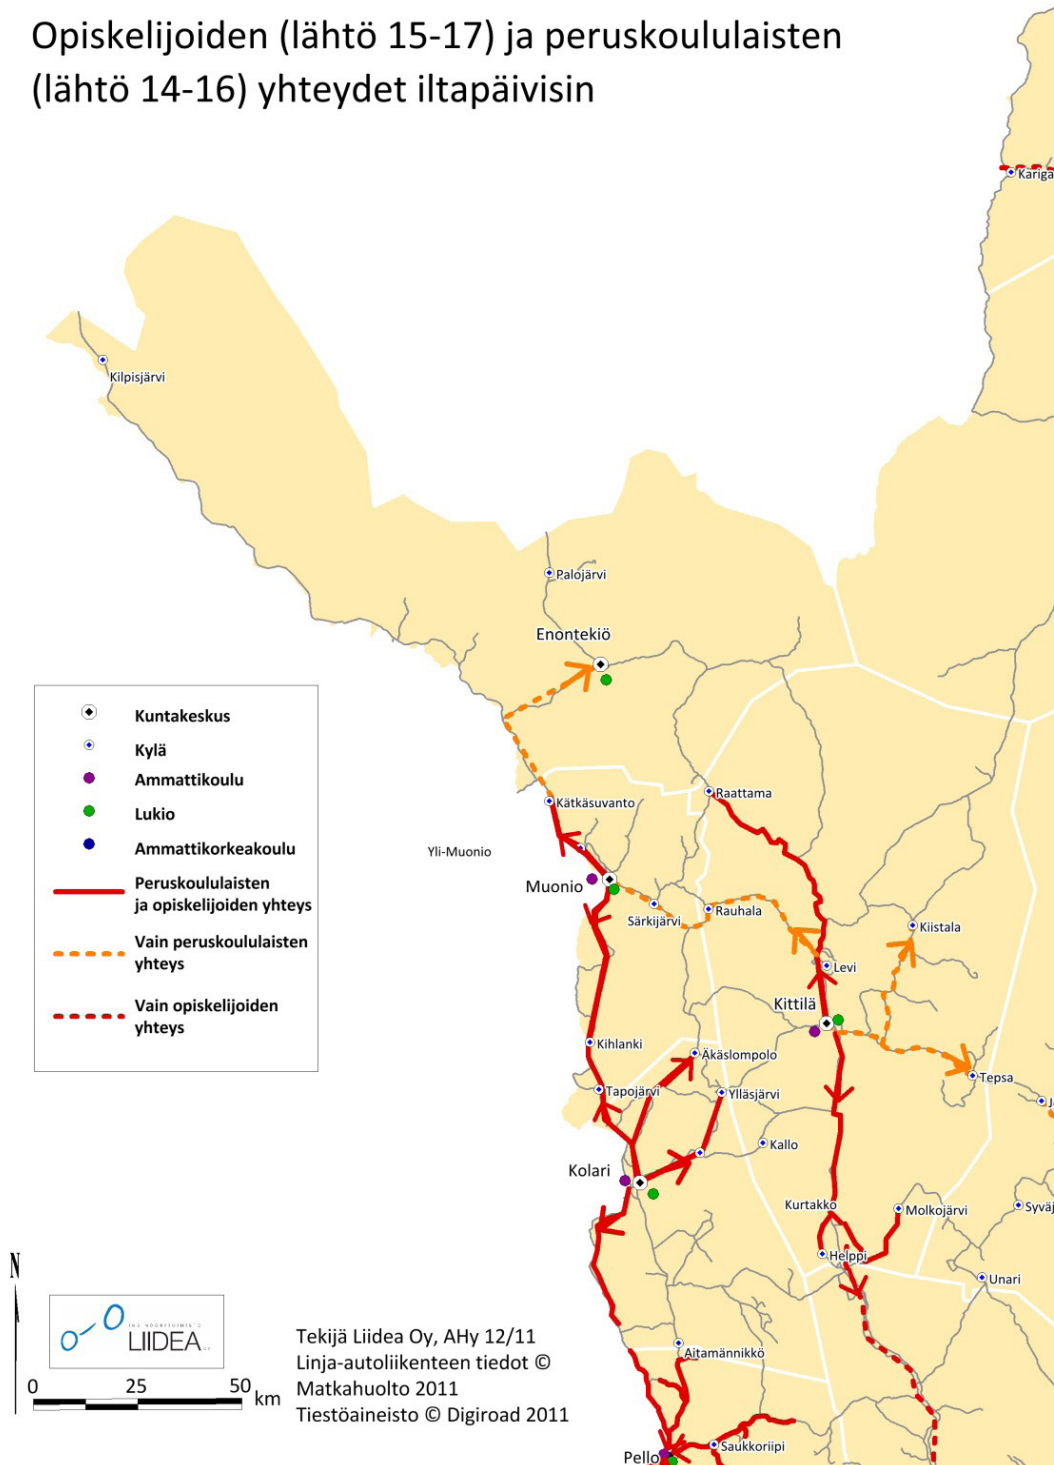 Opiskelijoiden (lähtö 15-17) ja peruskoululaisten
(lähtö 14-16) yhteydet iltapäivisin
Kariga
Kilpisjärvi
Palojärvi
Enontekiö
Kuntakeskus
Kylä
Ammattikoulu
Lukio
Ammattikorkeakoulu
Peruskoululaisten
ja opiskelijoiden yhteys
Vain peruskoululaisten
yhteys
Vain opiskelijoiden
yhteys
Raattama
Kätkäsuvanto
Yli-Muonio
Muonio
Särkijärvi
Rauhala
Kiistala
Levi
Kittilä
Kihlanki
Äkäslompolo
Tepsa
Tapojärvi
Ylläsjärvi
Kallo
Kolari
Kurtakko
Molkojärvi
Syväj
Helppi
Unari
N
LIIDEA
0 25 50 km
Tekijä Liidea Oy, AHy 12/11
Linja-autoliikenteen tiedot ©
Matkahuolto 2011
Tiestöaineisto © Digiroad 2011
Aitamännikkö
Saukkoriipi
Pello